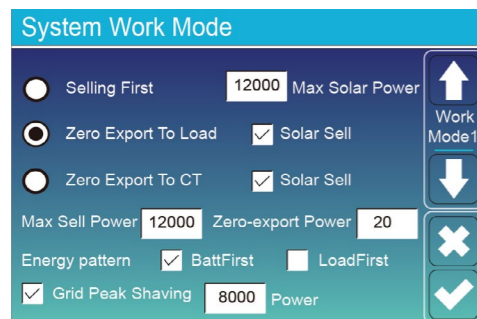 System Work Mode
Selling First 12000 Max Solar Power
Work
Mode1
Zero Export To Load Solar Sell
Zero Export To CT Solar Sell
Max Sell Power 12000 Zero-export Power 20
Energy pattern BattFirst LoadFirst
Grid Peak Shaving 8000 Power